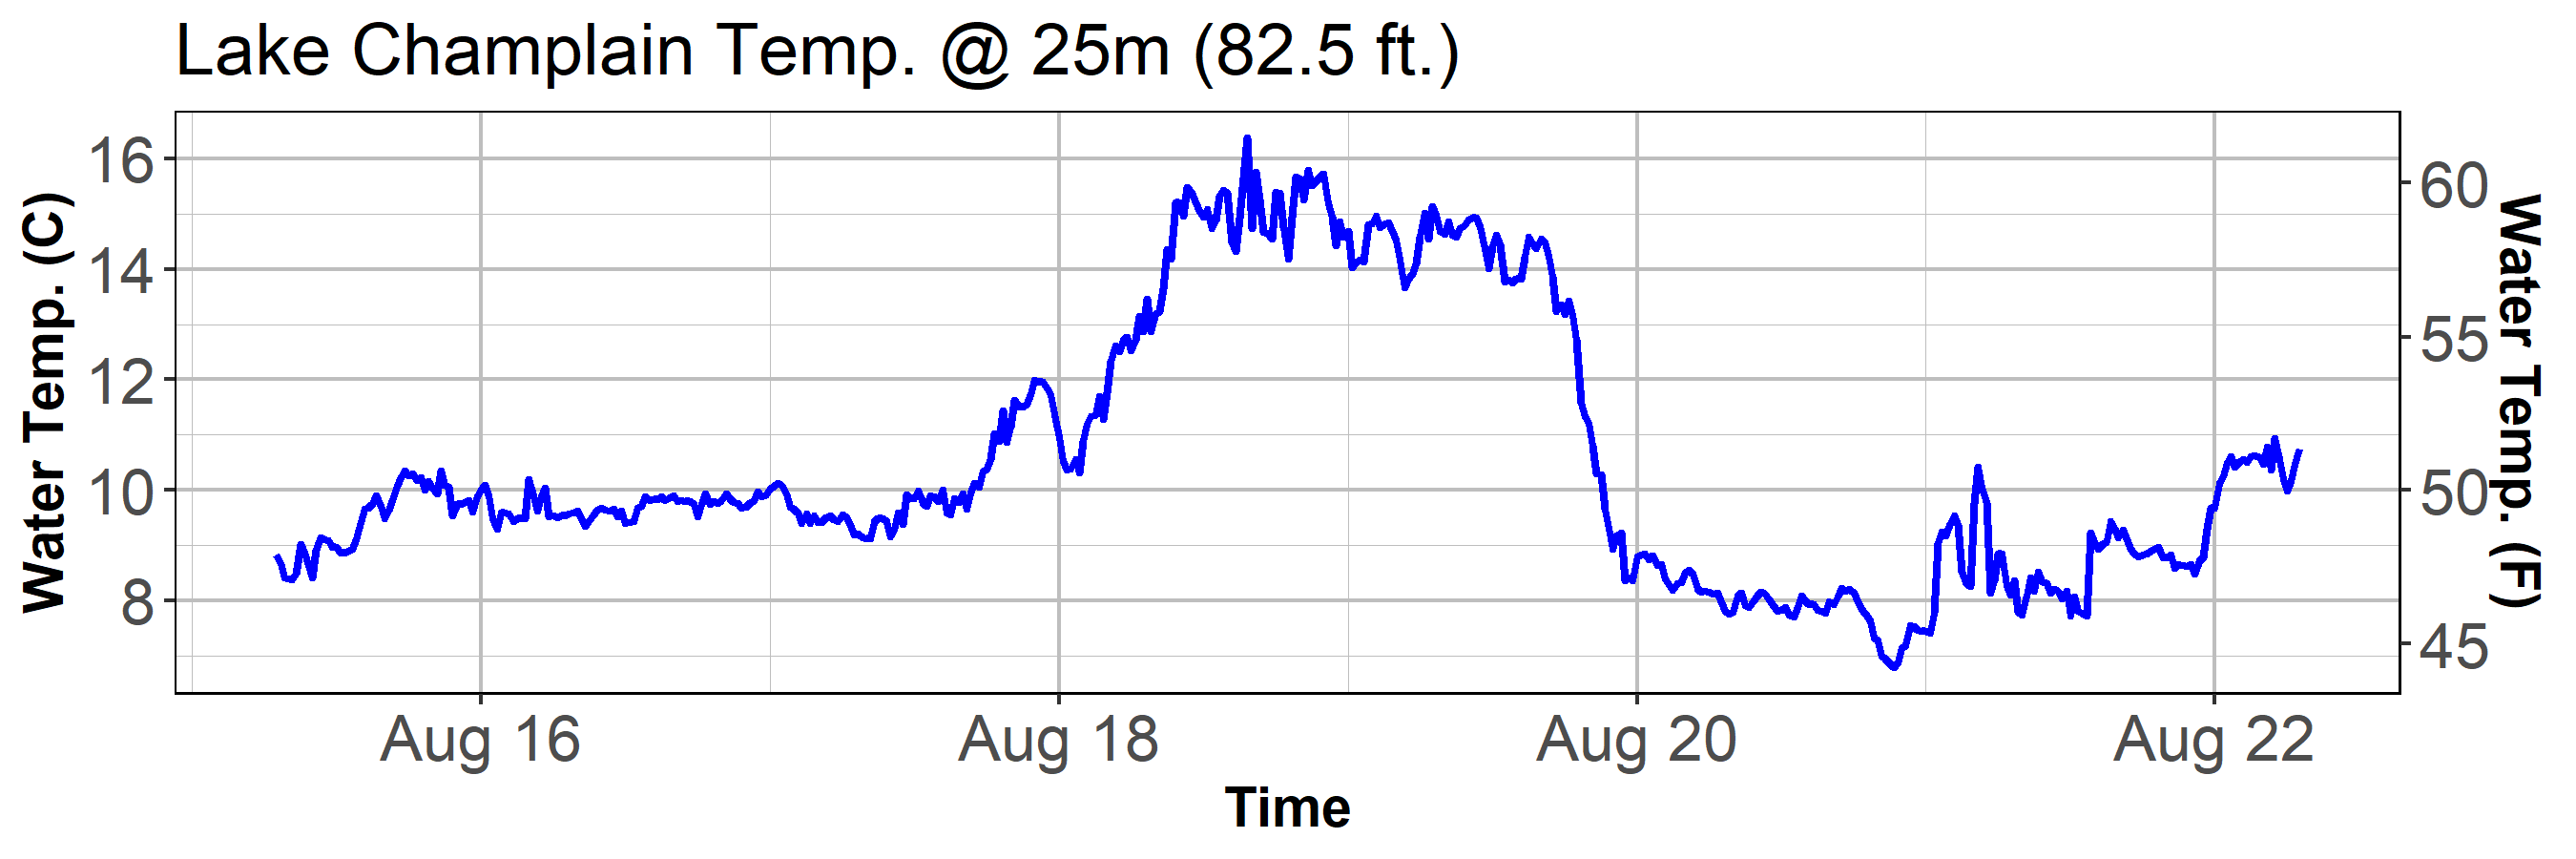 Lake Champlain Temp. @ 25m (82.5 ft.)
Water Temp. (C)
16
14
12
10
8
60
55
50
45
Water Temp. (F)
Aug 16
Aug 18
Aug 20
Aug 22
Time